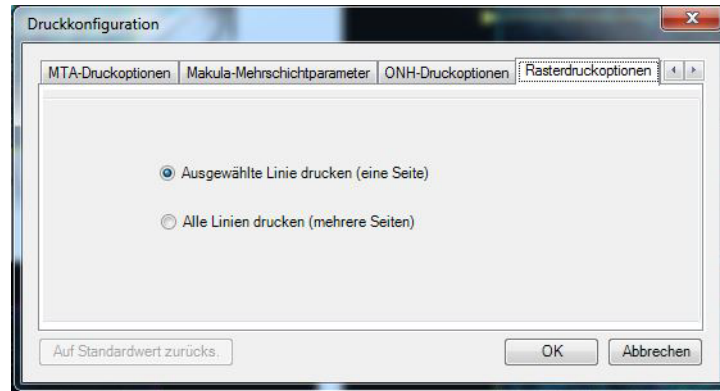 Druckkonfiguration
MTA-Druckoptionen Makula-Mehrschichtparameter ONH-Druckoptionen Rasterdruckoptionen
Ausgewählte Linie drucken (eine Seite)
Alle Linien drucken (mehrere Seiten)
Auf Standardwert zurücks. OK Abbrechen